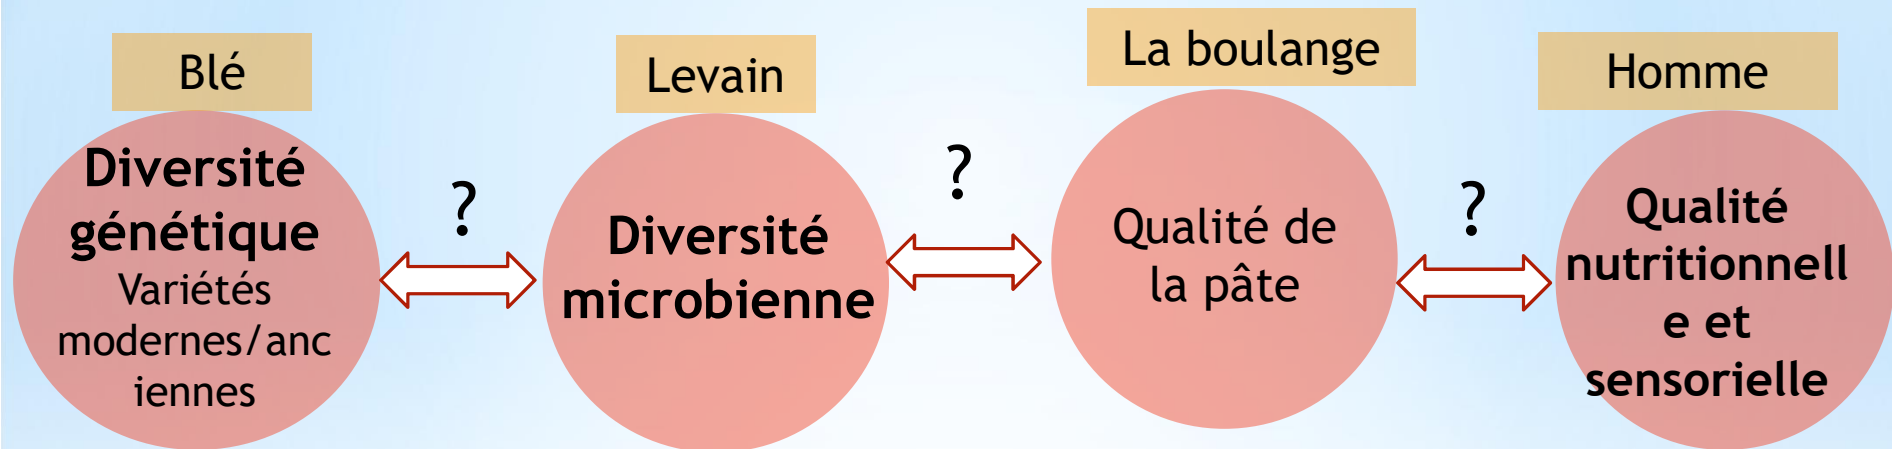 Blé
Diversité
génétique
Variétés
modernes/anc
iennes
?
Levain
Diversité
microbienne
?
La boulange
Qualité de
la pâte
?
Homme
Qualité
nutritionnell
e et
sensorielle